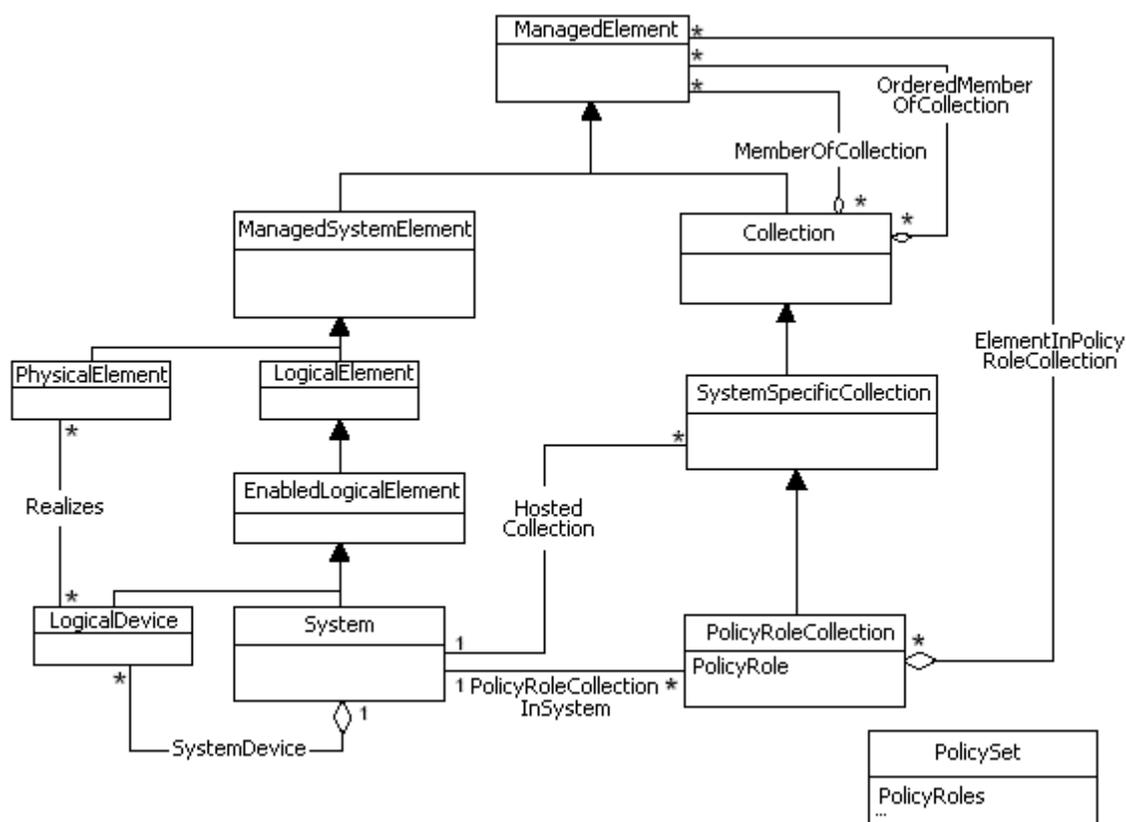 ManagedElement
*
*
*
OrderedMember
OfCollection
MemberOfCollection
*
*
ManagedSystemElement
Collection
ElementInPolicy
RoleCollection
PhysicalElement
LogicalElement
SystemSpecificCollection
*
*
Realizes
EnabledLogicalElement
Hosted
Collection
*
LogicalDevice
System
1
PolicyRoleCollection
*
PolicyRole
*
1
PolicyRoleCollection
InSystem
*
1
SystemDevice
PolicySet
PolicyRoles
...